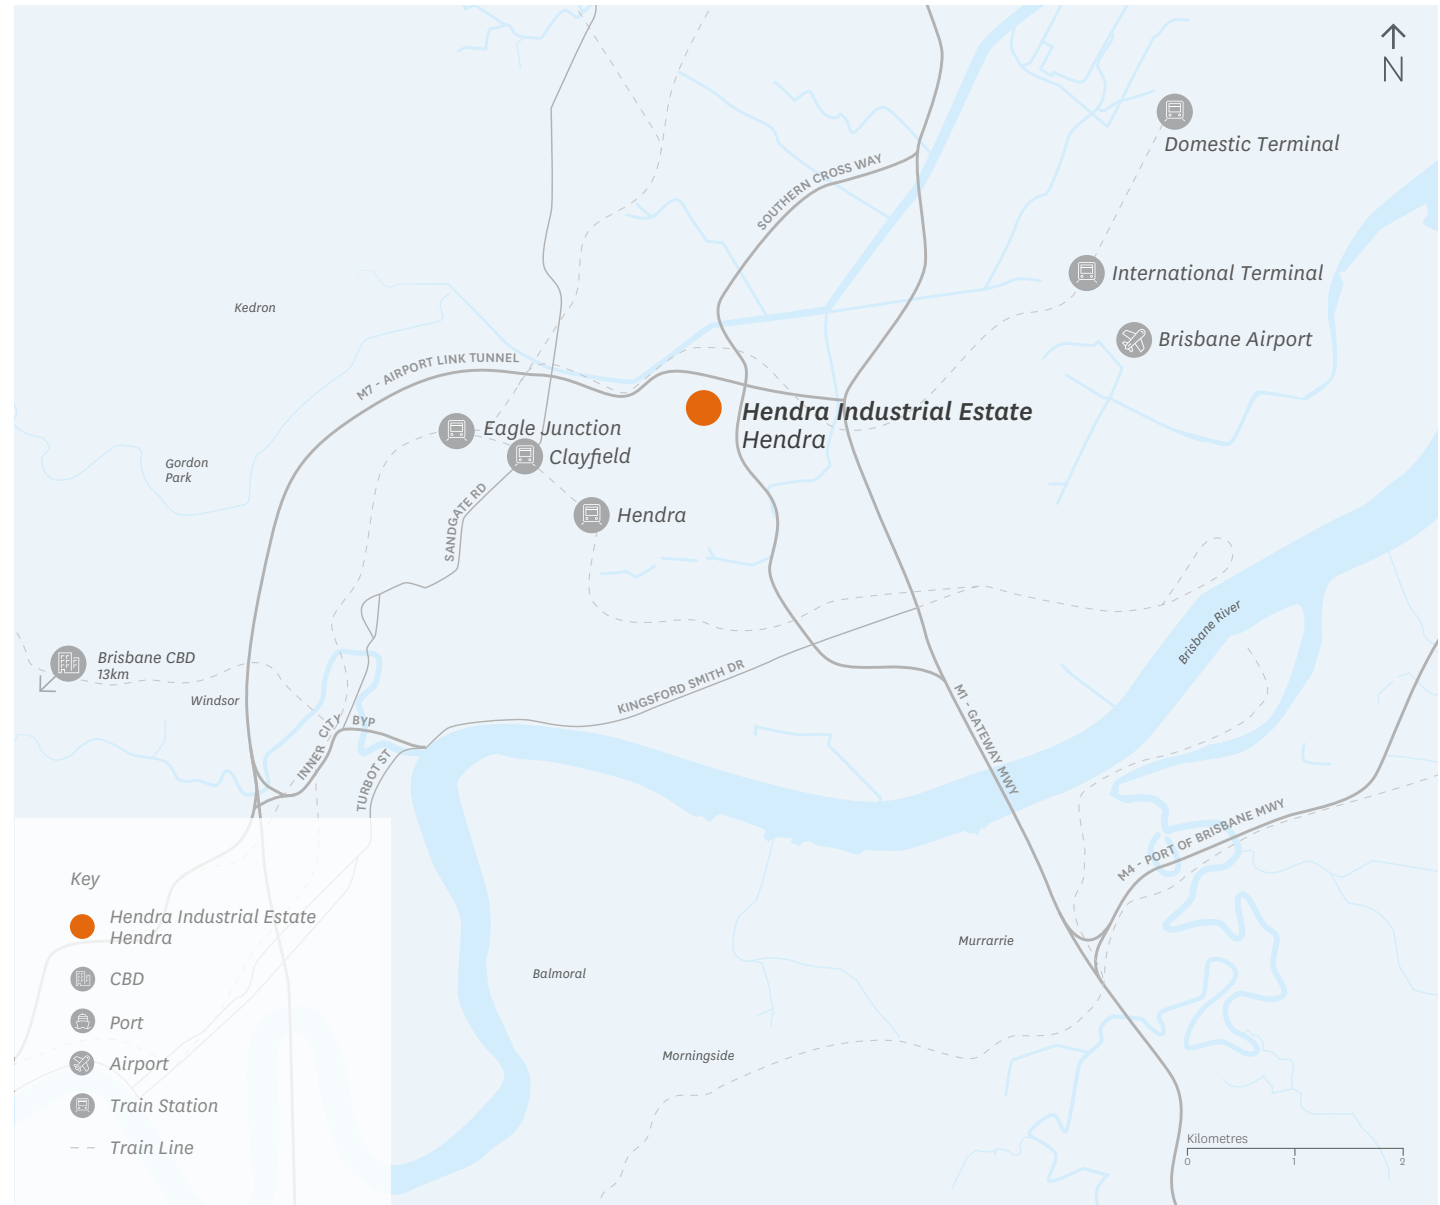 N
Domestic Terminal
SOUTHERN CROSS WAY
International Terminal
Kedron
Brisbane Airport
M7 - AIRPORT LINK TUNNEL
Hendra Industrial Estate
Hendra
Eagle Junction
Clayfield
Gordon
Park
SANDGATE RD
Hendra
Brisbane River
Brisbane CBD
13km
Windsor
KINGSFORD SMITH DR
INNER CITY BYP
M1 - GATEWAY MWY
TURBOT ST
M4 - PORT OF BRISBANE MWY
Key
Hendra Industrial Estate
Hendra
CBD
Port
Airport
Train Station
Train Line
Murrarrie
Balmoral
Morningside
Kilometres
0 1 2